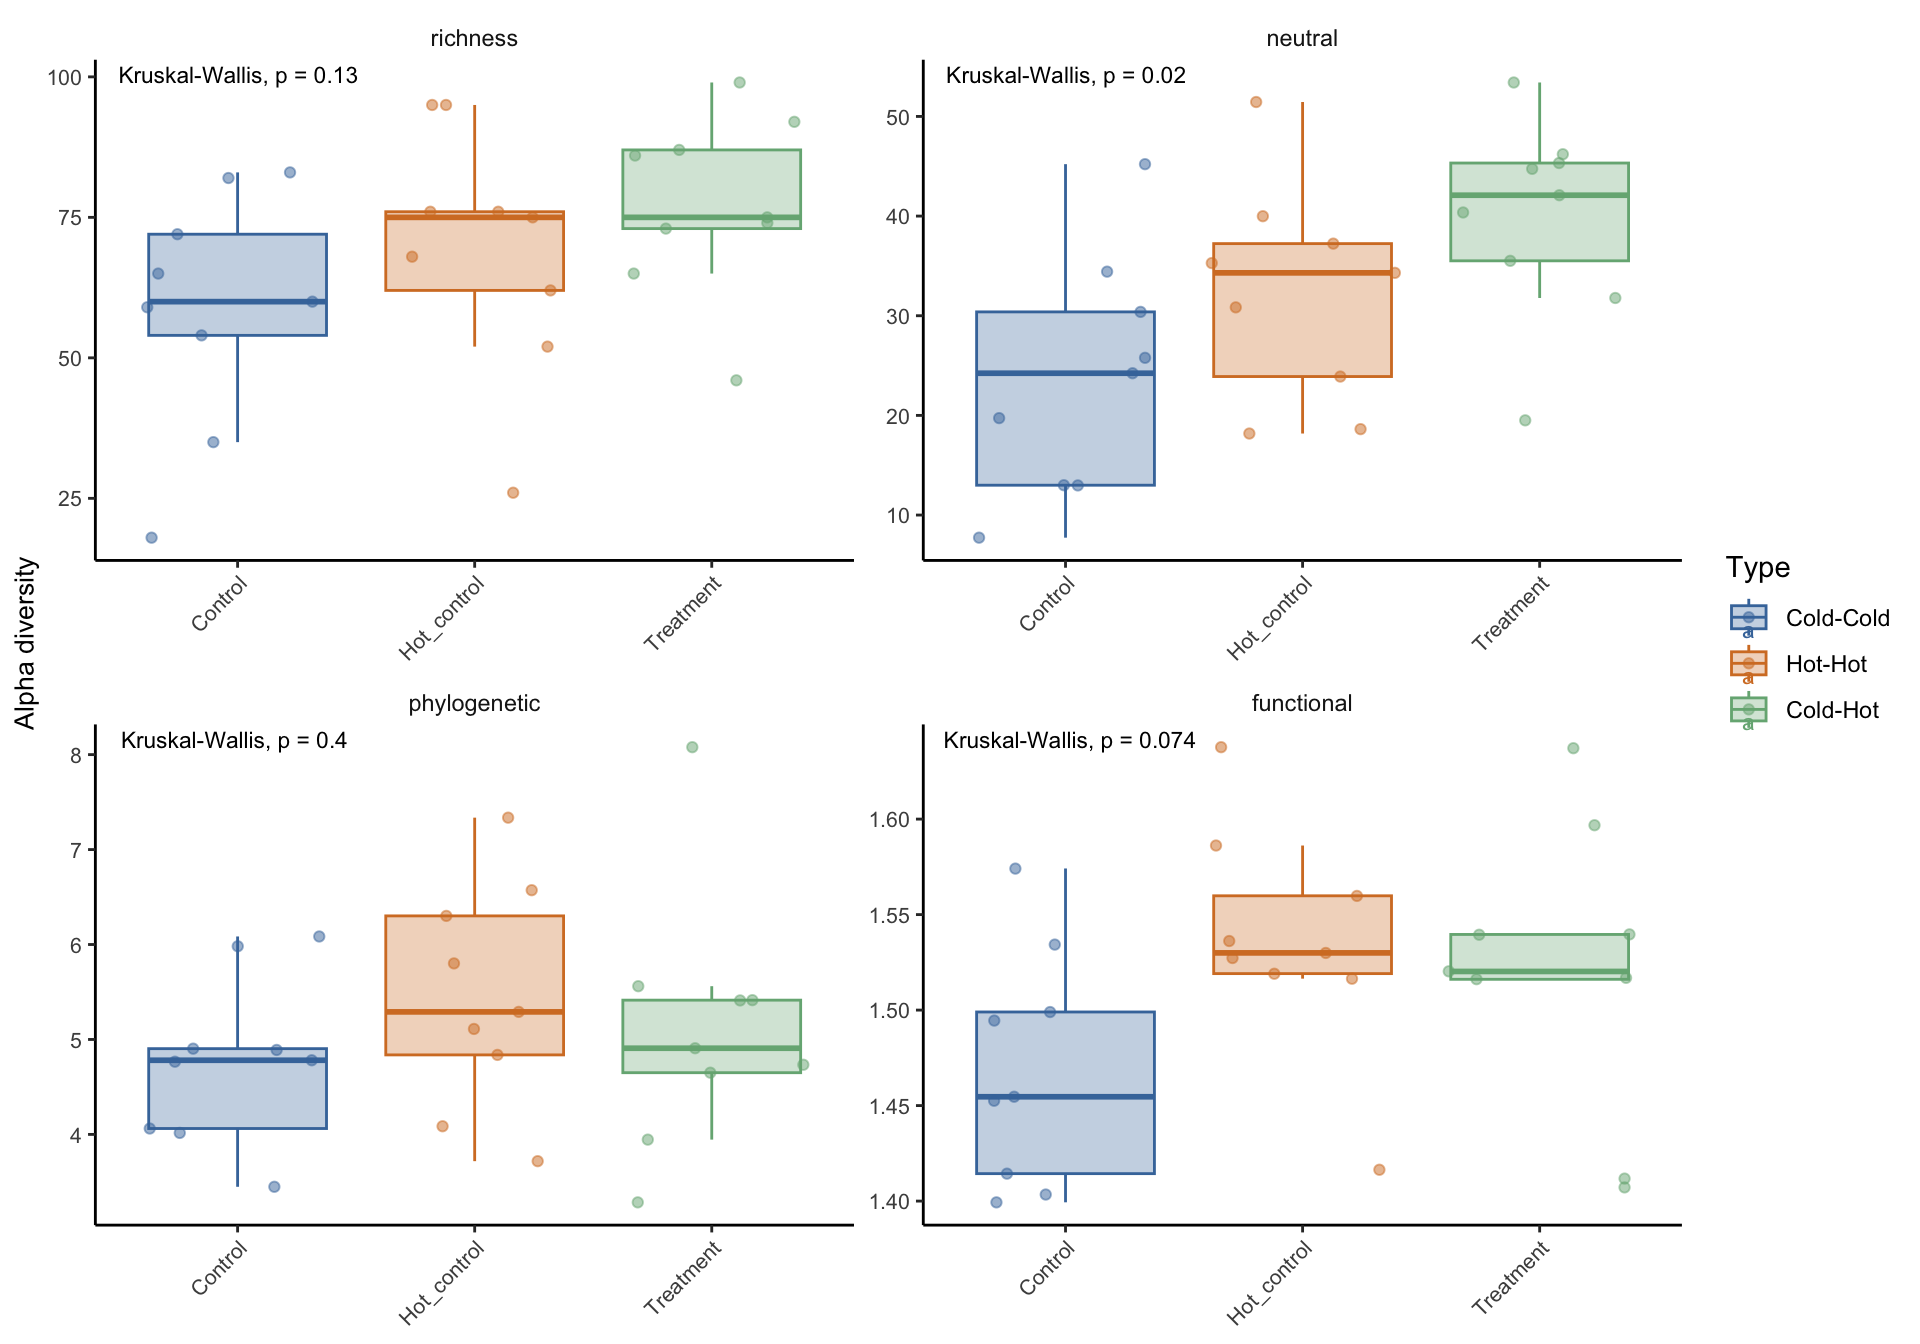 richness
Kruskal-Wallis, p = 0.13
100
75
50
25
Control
Hot_control
Treatment
neutral
Kruskal-Wallis, p = 0.02
50
40
30
20
10
Control
Hot_control
Treatment
Alpha diversity
phylogenetic
Kruskal-Wallis, p = 0.4
8
7
6
5
4
Control
Hot_control
Treatment
functional
Kruskal-Wallis, p = 0.074
1.60
1.55
1.50
1.45
1.40
Control
Hot_control
Treatment
Type
a Cold-Cold
a Hot-Hot
a Cold-Hot